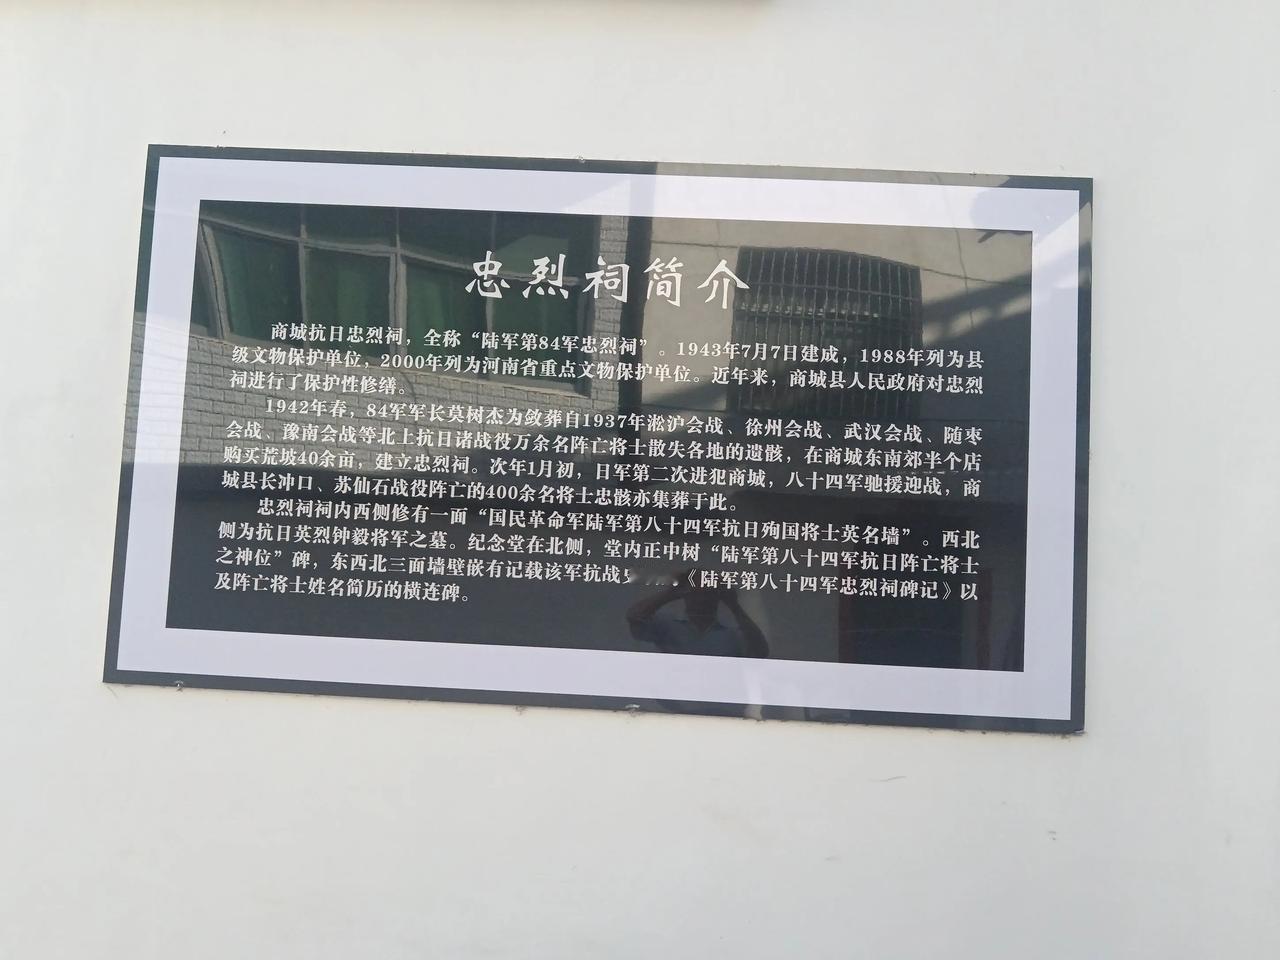 忠烈祠简介
商城抗日忠烈祠，全称“陆军第84军忠烈祠”。1943年7月7日建成，1988年列为县
级文物保护单位，2000年列为河南省重点文物保护单位。近年来，商城县人民政府对忠烈
祠进行了保护性修缮。
1942年春，84军军长莫树杰为敛葬自1937年淞沪会战、徐州会战、武汉会战、随枣
会战、豫南会战等北上抗日诸战役万余名阵亡将士散失各地的遗骸，在商城东南郊半个店
购买荒坡40余亩，建立忠烈祠。次年1月初，日军第二次进犯商城，八十四军驰援迎战，商
城县长冲口、苏仙石战役阵亡的400余名将士忠骸亦集葬于此。
忠烈祠祠内西侧修有一面“国民革命军陆军第八十四军抗日殉国将士英名墙”。西北
侧为抗日英烈钟毅将军之墓。纪念堂在北侧，堂内正中树“陆军第八十四军抗日阵亡将士
之神位”碑，东西北三面墙壁嵌有记载该军抗战《陆军第八十四军忠烈祠碑记》以
及阵亡将士姓名简历的横连碑。